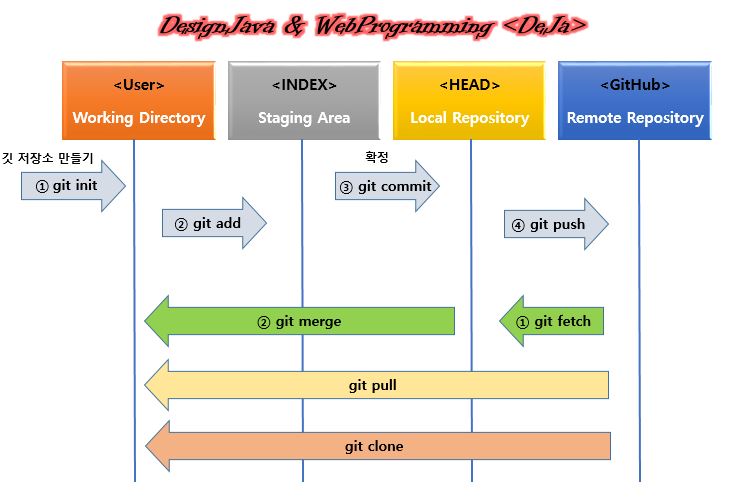 DesignJava & WebProgramming <DeJa>
<User>
Working Directory
<INDEX>
Staging Area
<HEAD>
Local Repository
<GitHub>
Remote Repository
깃 저장소 만들기
① git init
② git add
확정
③ git commit
④ git push
② git merge
① git fetch
git pull
git clone